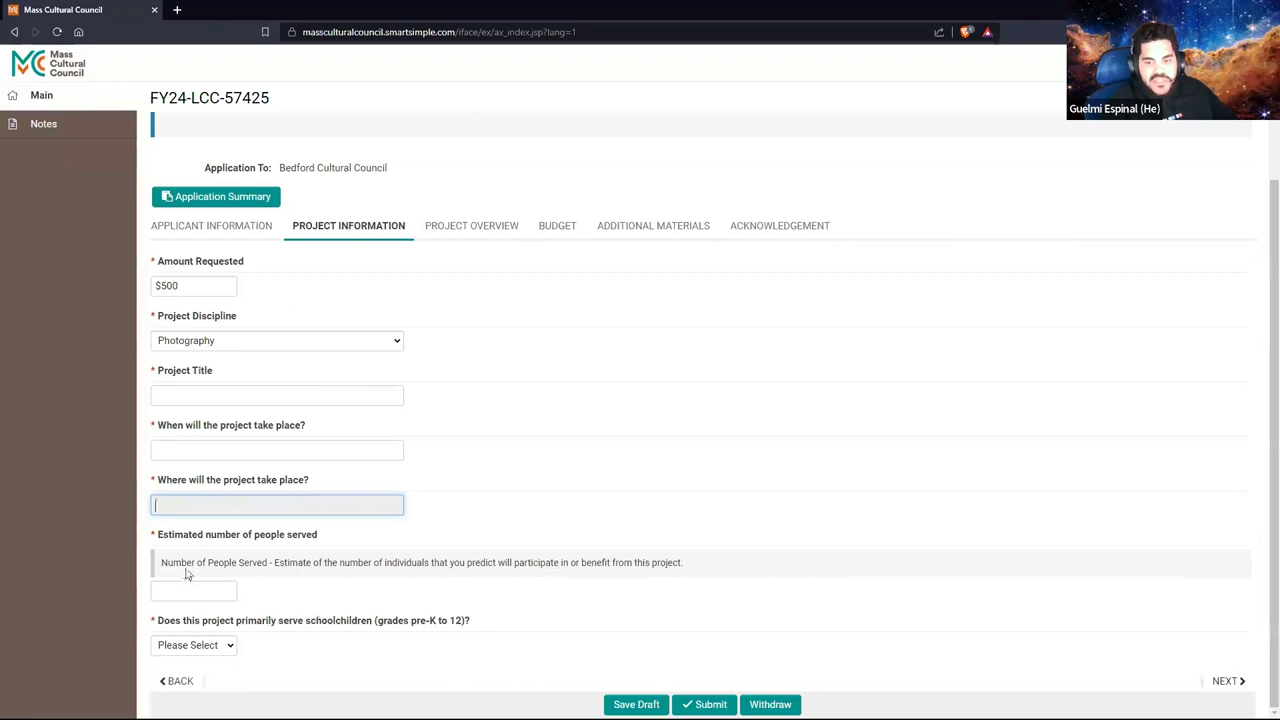 Mass Cultural Council
massculturalcouncil.smartsimple.com/iface/ex/ax_index.jsp?lang=1
Mass
Cultural
Council
Guelmi Espinal (He)
Main
Notes
FY24-LCC-57425
Application To: Bedford Cultural Council
Application Summary
APPLICANT INFORMATION PROJECT INFORMATION PROJECT OVERVIEW BUDGET ADDITIONAL MATERIALS ACKNOWLEDGEMENT
* Amount Requested
$500
* Project Discipline
Photography
* Project Title
* When will the project take place?
* Where will the project take place?
* Estimated number of people served
Number of People Served - Estimate of the number of individuals that you predict will participate in or benefit from this project.
* Does this project primarily serve schoolchildren (grades pre-K to 12)?
Please Select
BACK
NEXT
Save Draft Submit Withdraw